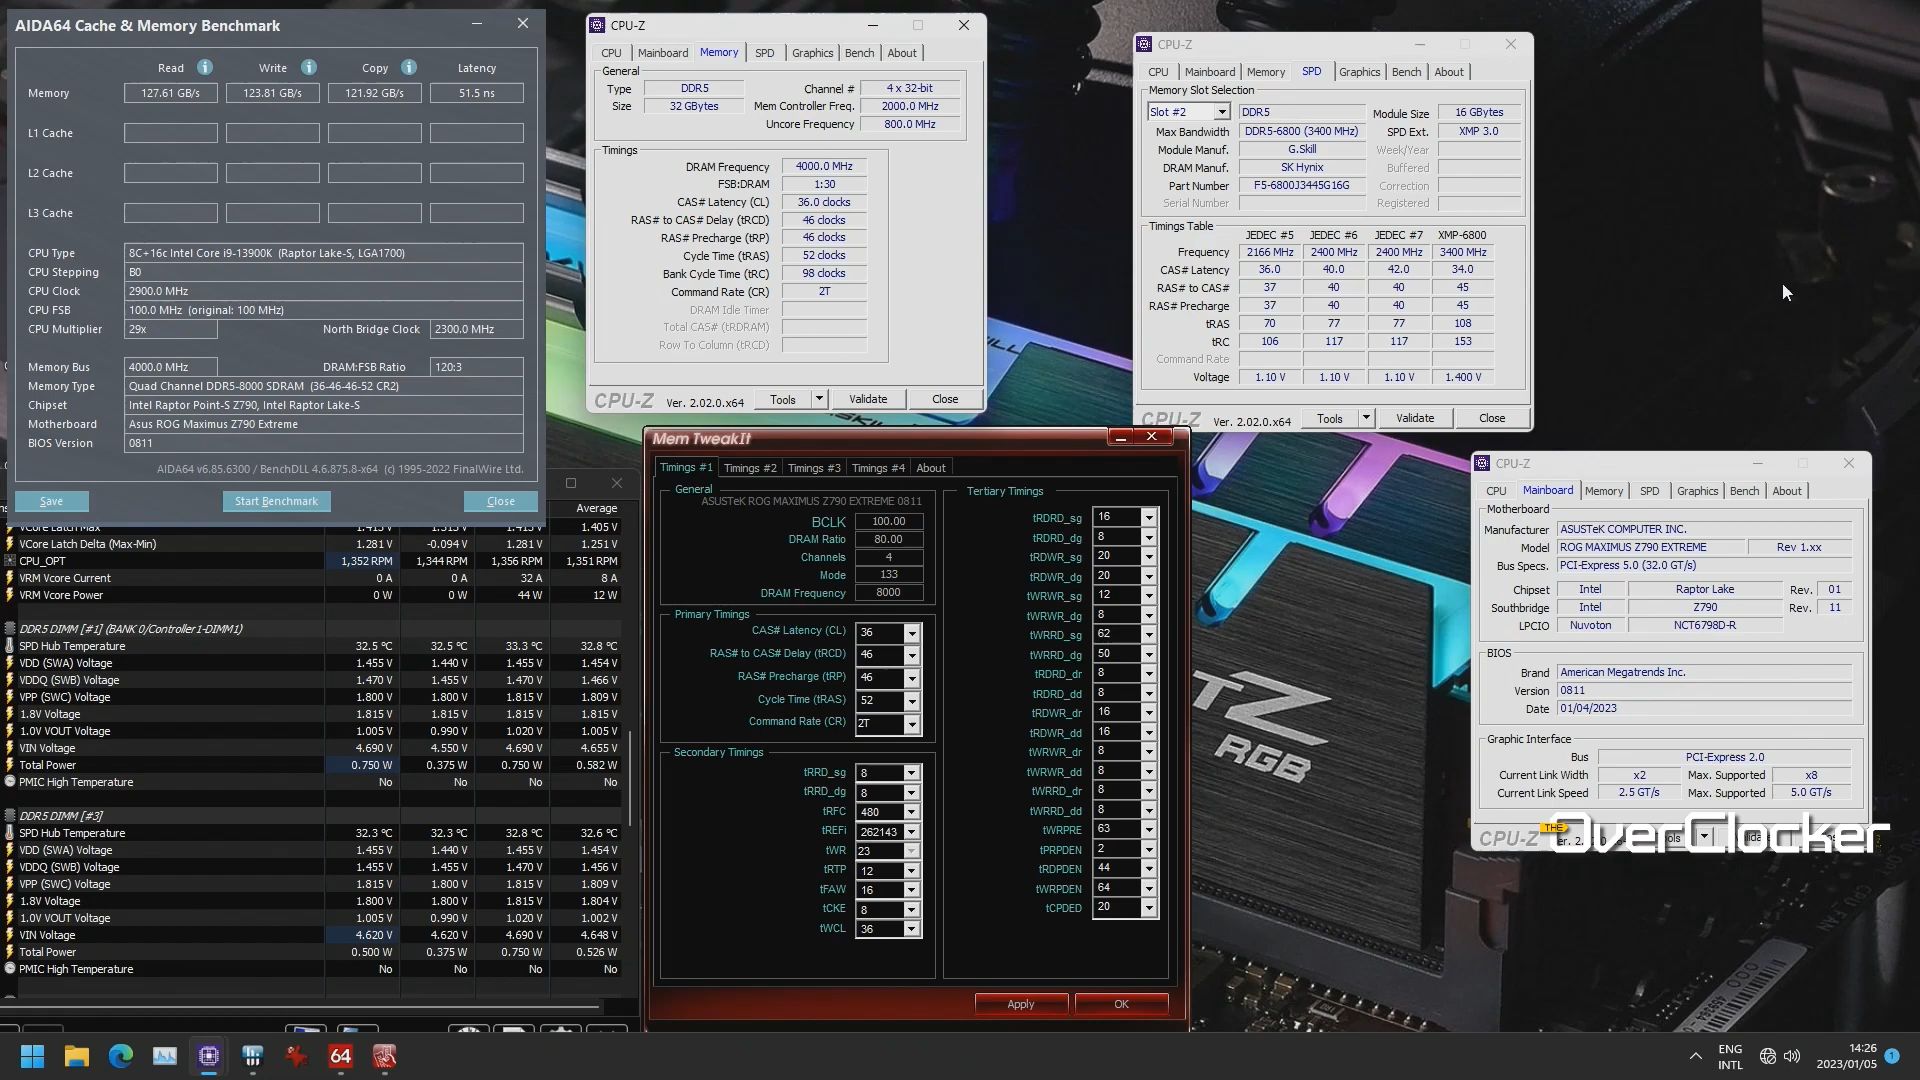 AIDA64 Cache & Memory Benchmark
Read Write Copy Latency
Memory 127.61 GB/s 123.81 GB/s 121.92 GB/s 51.5 ns
L1 Cache
L2 Cache
L3 Cache
CPU Type 8C+16c Intel Core i9-13900K (Raptor Lake-S, LGA1700)
CPU Stepping B0
CPU Clock 2900.0 MHz
CPU FSB 100.0 MHz (original: 100 MHz)
CPU Multiplier 29x North Bridge Clock 2300.0 MHz
Memory Bus 4000.0 MHz DRAM:FSB Ratio 120:3
Memory Type Quad Channel DDR5-8000 SDRAM (36-46-46-52 CR2)
Chipset Intel Raptor Point-S Z790, Intel Raptor Lake-S
Motherboard Asus ROG Maximus Z790 Extreme
BIOS Version 0811
AIDA64 v6.85.6300 / BenchDLL 4.6.875.8-x64 (c) 1995-2022 FinalWire Ltd.
Save Start Benchmark Close
Average
VCore Latch Max 1.415 V 1.313 V 1.415 V 1.405 V
VCore Latch Delta (Max-Min) 1.281 V -0.094 V 1.281 V 1.251 V
CPU_OPT 1,352 RPM 1,344 RPM 1,356 RPM 1,351 RPM
VRM Vcore Current 0 A 0 A 32 A 8 A
VRM Vcore Power 0 W 0 W 44 W 12 W
DDR5 DIMM [#1] (BANK 0/Controller1-DIMM1)
SPD Hub Temperature 32.5 °C 32.5 °C 33.3 °C 32.8 °C
VDD (SWA) Voltage 1.455 V 1.440 V 1.455 V 1.454 V
VDDQ (SWB) Voltage 1.470 V 1.455 V 1.470 V 1.466 V
VPP (SWC) Voltage 1.800 V 1.800 V 1.815 V 1.809 V
1.8V Voltage 1.815 V 1.815 V 1.815 V 1.815 V
1.0V VOUT Voltage 1.005 V 0.990 V 1.020 V 1.005 V
VIN Voltage 4.690 V 4.550 V 4.690 V 4.655 V
Total Power 0.750 W 0.375 W 0.750 W 0.582 W
PMIC High Temperature No No No No
DDR5 DIMM [#3]
SPD Hub Temperature 32.3 °C 32.3 °C 32.8 °C 32.6 °C
VDD (SWA) Voltage 1.455 V 1.440 V 1.455 V 1.454 V
VDDQ (SWB) Voltage 1.455 V 1.455 V 1.470 V 1.456 V
VPP (SWC) Voltage 1.815 V 1.800 V 1.815 V 1.809 V
1.8V Voltage 1.800 V 1.800 V 1.815 V 1.804 V
1.0V VOUT Voltage 1.005 V 0.990 V 1.020 V 1.002 V
VIN Voltage 4.620 V 4.620 V 4.690 V 4.648 V
Total Power 0.500 W 0.375 W 0.750 W 0.526 W
PMIC High Temperature No No No No
CPU-Z
CPU Mainboard Memory SPD Graphics Bench About
General
Type DDR5 Channel # 4 x 32-bit
Size 32 GBytes Mem Controller Freq. 2000.0 MHz
Uncore Frequency 800.0 MHz
Timings
DRAM Frequency 4000.0 MHz
FSB:DRAM 1:30
CAS# Latency (CL) 36.0 clocks
RAS# to CAS# Delay (tRCD) 46 clocks
RAS# Precharge (tRP) 46 clocks
Cycle Time (tRAS) 52 clocks
Bank Cycle Time (tRC) 98 clocks
Command Rate (CR) 2T
DRAM Idle Timer
Total CAS# (tRDRAM)
Row To Column (tRCD)
CPU-Z Ver. 2.02.0.x64 Tools Validate Close
Mem TweakIt
Timings #1 Timings #2 Timings #3 Timings #4 About
General
ASUSTeK ROG MAXIMUS Z790 EXTREME 0811
BCLK 100.00
DRAM Ratio 80.00
Channels 4
Mode 133
DRAM Frequency 8000
Primary Timings
CAS# Latency (CL) 36
RAS# to CAS# Delay (tRCD) 46
RAS# Precharge (tRP) 46
Cycle Time (tRAS) 52
Command Rate (CR) 2T
Secondary Timings
tRRD_sg 8
tRRD_dg 8
tRFC 480
tREFi 262143
tWR 23
tRTP 12
tFAW 16
tCKE 8
tWCL 36
Tertiary Timings
tRDRD_sg 16
tRDRD_dg 8
tRDWR_sg 20
tRDWR_dg 20
tWRWR_sg 12
tWRWR_dg 8
tWRRD_sg 62
tWRRD_dg 50
tRDRD_dr 8
tRDRD_dd 8
tRDWR_dr 16
tRDWR_dd 16
tWRWR_dr 8
tWRWR_dd 8
tWRRD_dr 8
tWRRD_dd 8
tWRPRE 63
tPRPDEN 2
tRDPDEN 44
tWRPDEN 64
tCPDED 20
Apply OK
CPU-Z
CPU Mainboard Memory SPD Graphics Bench About
Memory Slot Selection
Slot #2 DDR5 Module Size 16 GBytes
Max Bandwidth DDR5-6800 (3400 MHz) SPD Ext. XMP 3.0
Module Manuf. G.Skill Week/Year
DRAM Manuf. SK Hynix Buffered
Part Number F5-6800J3445G16G Correction
Serial Number Registered
Timings Table
JEDEC #5 JEDEC #6 JEDEC #7 XMP-6800
Frequency 2166 MHz 2400 MHz 2400 MHz 3400 MHz
CAS# Latency 36.0 40.0 42.0 34.0
RAS# to CAS# 37 40 40 45
RAS# Precharge 37 40 40 45
tRAS 70 77 77 108
tRC 106 117 117 153
Command Rate
Voltage 1.10 V 1.10 V 1.10 V 1.400 V
CPU-Z Ver. 2.02.0.x64 Tools Validate Close
CPU-Z
CPU Mainboard Memory SPD Graphics Bench About
Motherboard
Manufacturer ASUSTeK COMPUTER INC.
Model ROG MAXIMUS Z790 EXTREME Rev 1.xx
Bus Specs. PCI-Express 5.0 (32.0 GT/s)
Chipset Intel Raptor Lake Rev. 01
Southbridge Intel Z790 Rev. 11
LPCIO Nuvoton NCT6798D-R
BIOS
Brand American Megatrends Inc.
Version 0811
Date 01/04/2023
Graphic Interface
Bus PCI-Express 2.0
Current Link Width x2 Max. Supported x8
Current Link Speed 2.5 GT/s Max. Supported 5.0 GT/s
CPU-Z
THE OverClocker
TZ
RGB
64
ENG
INTL
14:26
2023/01/05
1